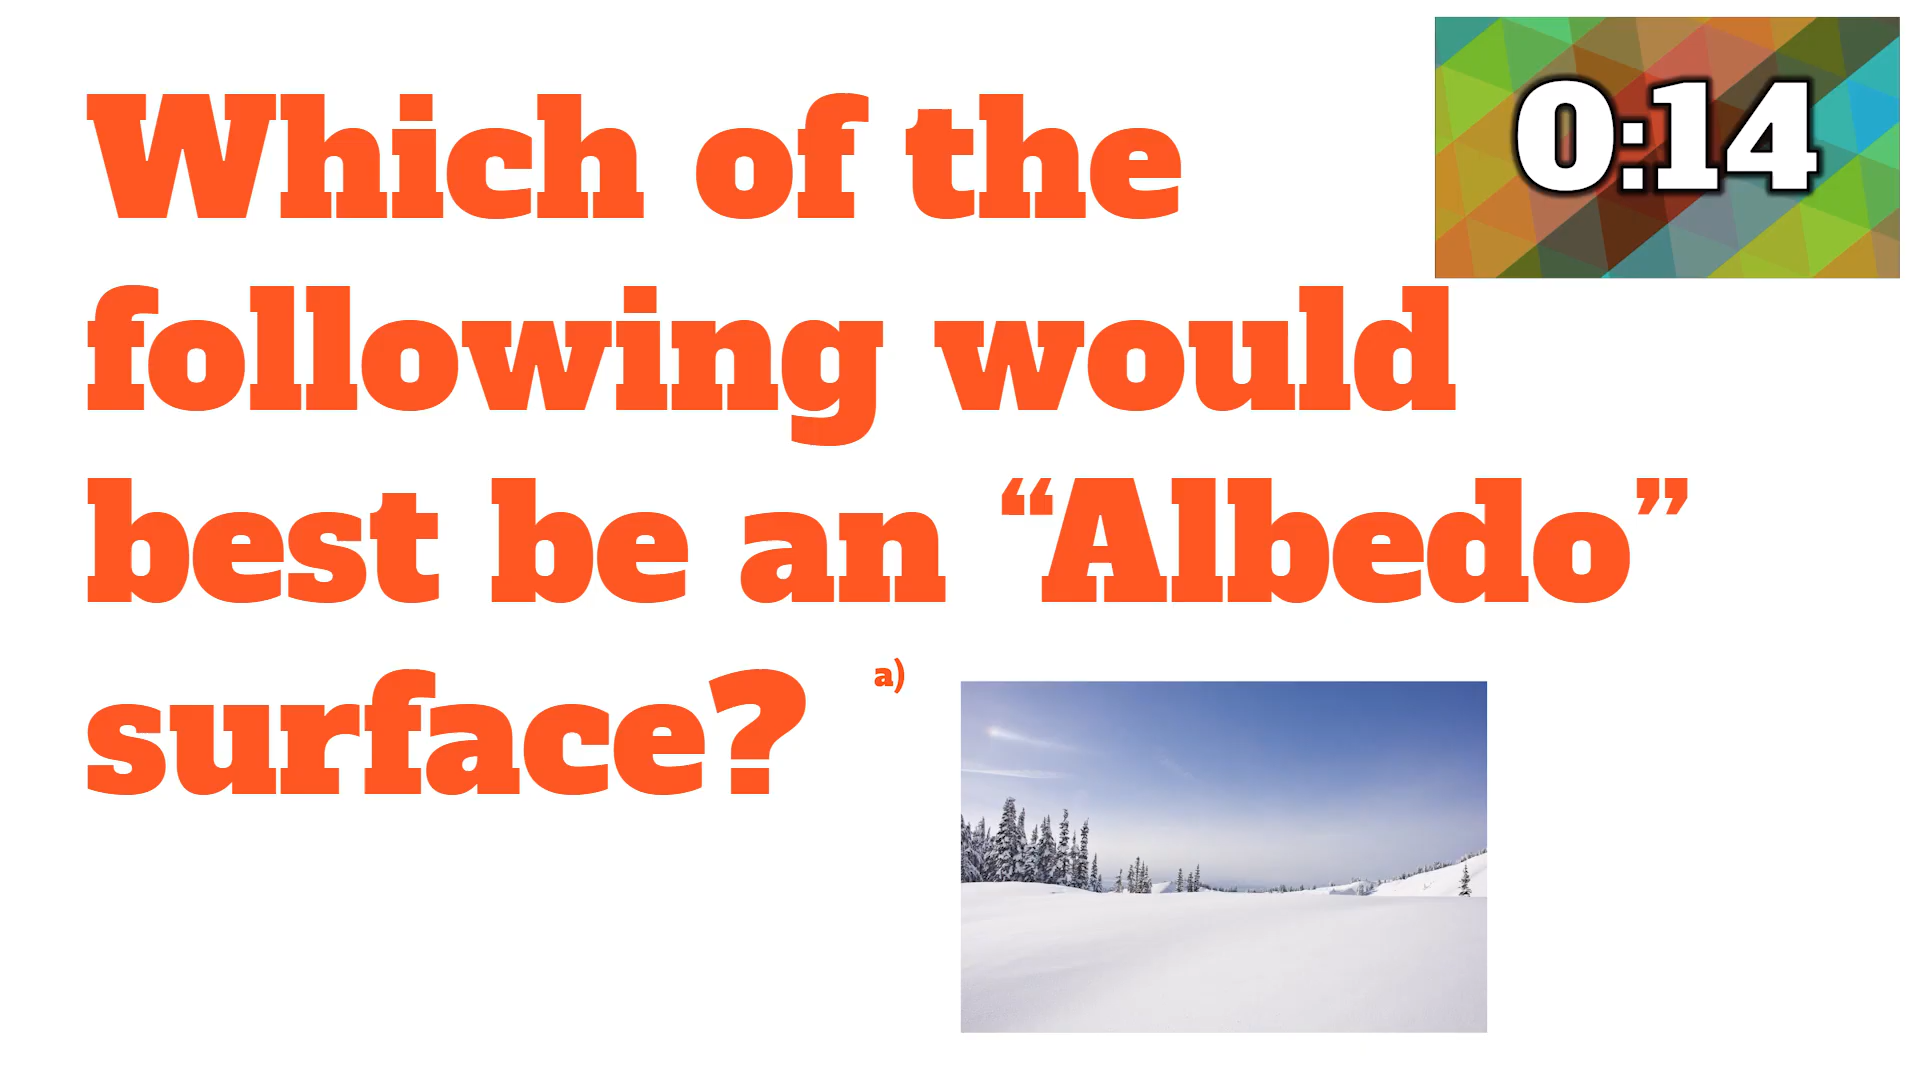 Which of the
following would
best be an “Albedo”
surface?
a)
0:14